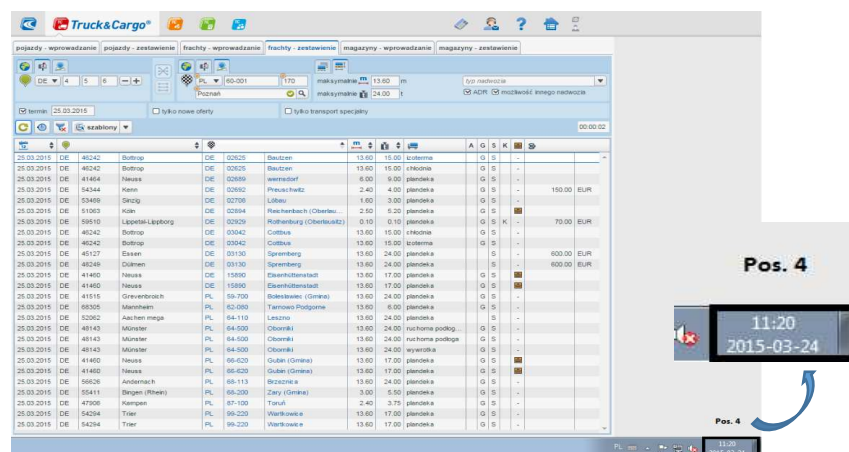 Truck&Cargo®
?
pojazdy - wprowadzanie pojazdy - zestawienie frachty - wprowadzanie frachty - zestawienie magazyny - wprowadzanie magazyny - zestawienie
DE 4 5 6 PL 60-001 170 maksymalnie 13.60 m typ nadwozia
Poznań maksymalnie 24.00 t ADR możliwość innego nadwozia
termin 25.03.2015 tylko nowe oferty tylko transport specjalny
szablony 00:00:02
A G S K
25.03.2015 DE 46242 Bottrop DE 02625 Bautzen 13.60 15.00 izoterma G S -
25.03.2015 DE 46242 Bottrop DE 02625 Bautzen 13.60 15.00 chłodnia G S -
25.03.2015 DE 41464 Neuss DE 02689 wernsdorf 6.00 9.00 plandeka G S -
25.03.2015 DE 54344 Kenn DE 02692 Preuschwitz 2.40 4.00 plandeka G S - 150.00 EUR
25.03.2015 DE 53489 Sinzig DE 02708 Löbau 1.60 3.00 plandeka G S -
25.03.2015 DE 51063 Köln DE 02894 Reichenbach (Oberlau... 2.50 5.20 plandeka G S
25.03.2015 DE 59510 Lippetal-Lippborg DE 02929 Rothenburg (Oberlausitz) 0.10 0.10 plandeka G S K - 70.00 EUR
25.03.2015 DE 46242 Bottrop DE 03042 Cottbus 13.60 15.00 chłodnia G S -
25.03.2015 DE 46242 Bottrop DE 03042 Cottbus 13.60 15.00 izoterma G S -
25.03.2015 DE 45127 Essen DE 03130 Spremberg 13.60 24.00 plandeka S - 600.00 EUR
25.03.2015 DE 48249 Dülmen DE 03130 Spremberg 13.60 24.00 plandeka S - 600.00 EUR
25.03.2015 DE 41460 Neuss DE 15890 Eisenhüttenstadt 13.60 17.00 plandeka G S
25.03.2015 DE 41460 Neuss DE 15890 Eisenhüttenstadt 13.60 17.00 plandeka G S
25.03.2015 DE 41515 Grevenbroich PL 59-700 Bolesławiec (Gmina) 13.60 24.00 plandeka G S -
25.03.2015 DE 68305 Mannheim PL 62-080 Tarnowo Podgorne 13.60 6.00 plandeka G S -
25.03.2015 DE 52062 Aachen mega PL 64-110 Leszno 13.60 24.00 plandeka S -
25.03.2015 DE 48143 Münster PL 64-500 Oborniki 13.60 24.00 ruchoma podłog... G S -
25.03.2015 DE 48143 Münster PL 64-500 Oborniki 13.60 24.00 ruchoma podłoga G S -
25.03.2015 DE 48143 Münster PL 64-500 Oborniki 13.60 24.00 wywrotka G S -
25.03.2015 DE 41460 Neuss PL 66-620 Gubin (Gmina) 13.60 17.00 plandeka G S
25.03.2015 DE 41460 Neuss PL 66-620 Gubin (Gmina) 13.60 17.00 plandeka G S
25.03.2015 DE 56626 Andernach PL 68-113 Brzeznica 13.60 24.00 plandeka G S -
25.03.2015 DE 55411 Bingen (Rhein) PL 68-200 Zary (Gmina) 3.00 5.50 plandeka G S -
25.03.2015 DE 47906 Kempen PL 87-100 Toruń 2.40 3.75 plandeka G S -
25.03.2015 DE 54294 Trier PL 99-220 Wartkowice 13.60 17.00 plandeka G S -
25.03.2015 DE 54294 Trier PL 99-220 Wartkowice 13.60 17.00 plandeka G S -
Pos. 4
11:20
2015-03-24
Pos. 4
PL 11:20
2015-03-24